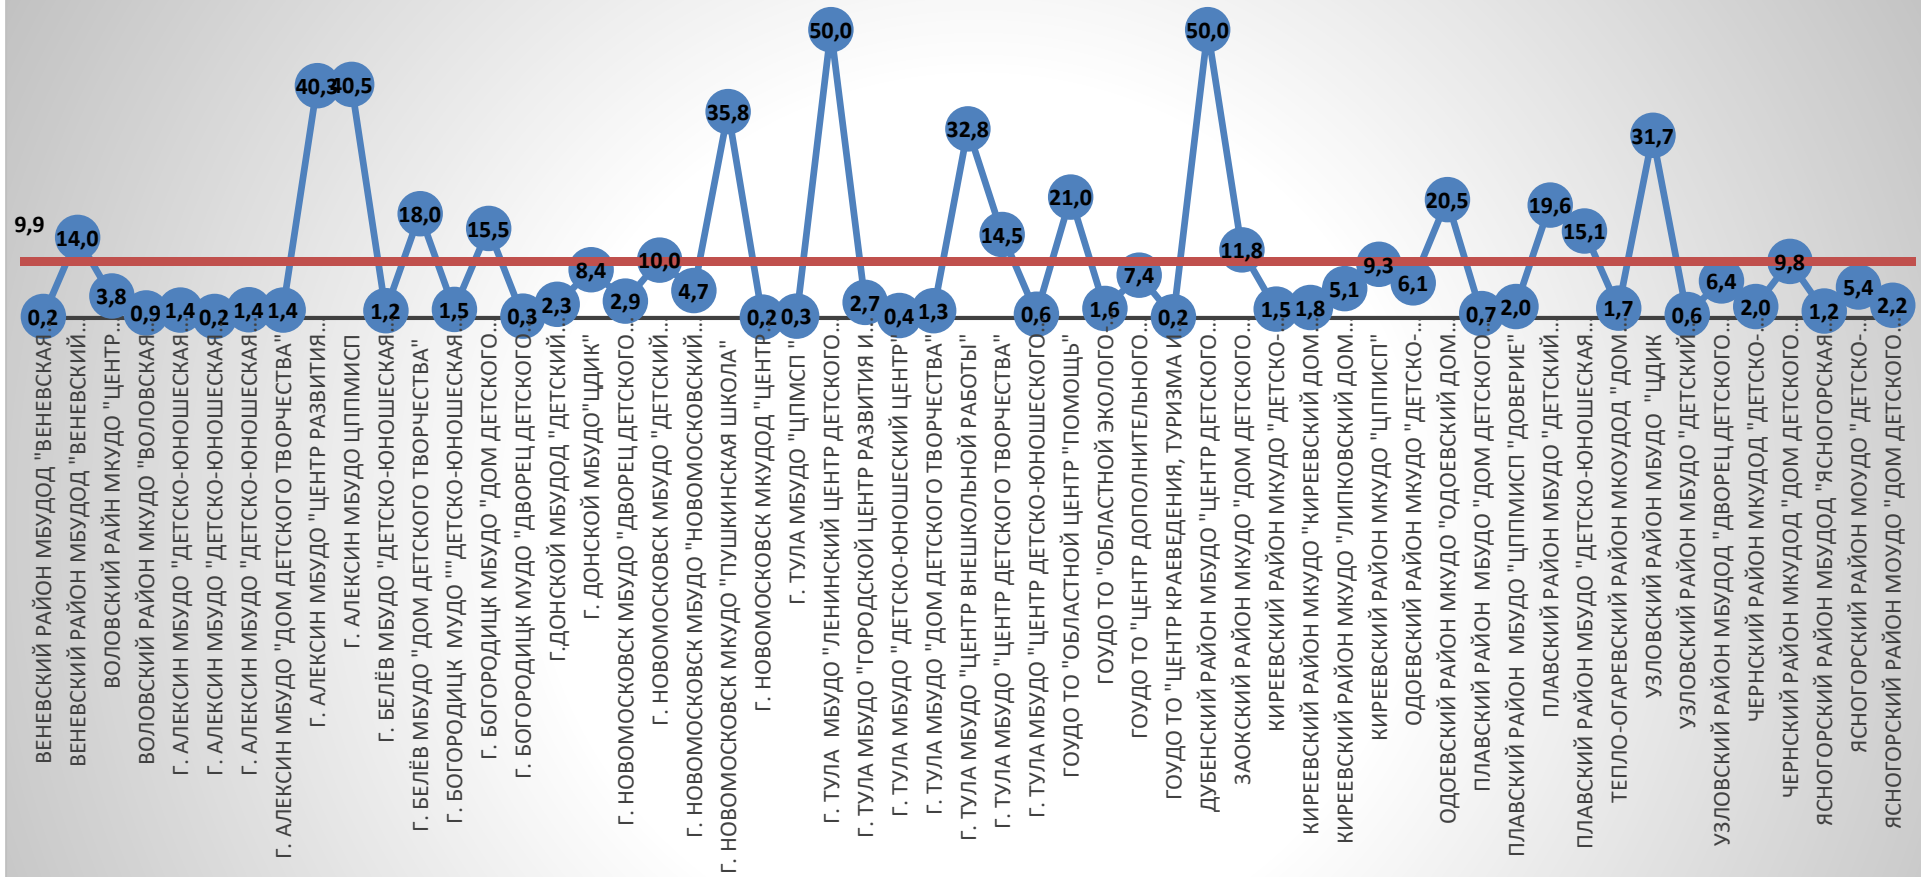 9,9
0,2
14,0
3,8
0,9
1,4
0,2
1,4
1,4
40,3
40,5
1,2
18,0
1,5
15,5
0,3
2,3
8,4
2,9
10,0
4,7
35,8
0,2
0,3
50,0
2,7
0,4
1,3
32,8
14,5
0,6
21,0
1,6
7,4
0,2
50,0
11,8
1,5
1,8
5,1
9,3
6,1
20,5
0,7
2,0
19,6
15,1
1,7
31,7
0,6
6,4
2,0
9,8
1,2
5,4
2,2
ВЕНЕВСКИЙ РАЙОН МБУДОД "ВЕНЕВСКАЯ…
ВЕНЕВСКИЙ РАЙОН МБУДОД "ВЕНЕВСКИЙ…
ВОЛОВСКИЙ РАЙН МКУДО "ЦЕНТР…
ВОЛОВСКИЙ РАЙОН МКУДО "ВОЛОВСКАЯ…
Г. АЛЕКСИН МБУДО "ДЕТСКО-ЮНОШЕСКАЯ…
Г. АЛЕКСИН МБУДО "ДЕТСКО-ЮНОШЕСКАЯ…
Г. АЛЕКСИН МБУДО "ДЕТСКО-ЮНОШЕСКАЯ…
Г. АЛЕКСИН МБУДО "ДОМ ДЕТСКОГО ТВОРЧЕСТВА"
Г. АЛЕКСИН МБУДО "ЦЕНТР РАЗВИТИЯ…
Г. АЛЕКСИН МБУДО ЦППМИСП
Г. БЕЛЁВ МБУДО "ДЕТСКО-ЮНОШЕСКАЯ…
Г. БЕЛЁВ МБУДО "ДОМ ДЕТСКОГО ТВОРЧЕСТВА"
Г. БОГОРОДИЦК МУДО ""ДЕТСКО-ЮНОШЕСКАЯ…
Г. БОГОРОДИЦК МБУДО "ДОМ ДЕТСКОГО…
Г. БОГОРОДИЦК МУДО "ДВОРЕЦ ДЕТСКОГО…
Г.ДОНСКОЙ МБУДОД "ДЕТСКИЙ…
Г. ДОНСКОЙ МБУДО"ЦДИК"
Г. НОВОМОСКОВСК МБУДО "ДВОРЕЦ ДЕТСКОГО…
Г. НОВОМОСКОВСК МБУДО "ДЕТСКИЙ…
Г. НОВОМОСКОВСК МБУДО "НОВОМОСКОВСКИЙ…
Г. НОВОМОСКОВСК МКУДО "ПУШКИНСКАЯ ШКОЛА"
Г. НОВОМОСКОВСК МКУДОД "ЦЕНТР…
Г. ТУЛА МБУДО "ЦПМСП "…
Г. ТУЛА МБУДО "ЛЕНИНСКИЙ ЦЕНТР ДЕТСКОГО…
Г. ТУЛА МБУДО "ГОРОДСКОЙ ЦЕНТР РАЗВИТИЯ И…
Г. ТУЛА МБУДО "ДЕТСКО-ЮНОШЕСКИЙ ЦЕНТР"
Г. ТУЛА МБУДО "ДОМ ДЕТСКОГО ТВОРЧЕСТВА"
Г. ТУЛА МБУДО "ЦЕНТР ВНЕШКОЛЬНОЙ РАБОТЫ"
Г. ТУЛА МБУДО "ЦЕНТР ДЕТСКОГО ТВОРЧЕСТВА"
Г. ТУЛА МБУДО "ЦЕНТР ДЕТСКО-ЮНОШЕСКОГО…
ГОУДО ТО "ОБЛАСТНОЙ ЦЕНТР "ПОМОЩЬ"
ГОУДО ТО "ОБЛАСТНОЙ ЭКОЛОГО…
ГОУДО ТО "ЦЕНТР ДОПОЛНИТЕЛЬНОГО…
ГОУДО ТО "ЦЕНТР КРАЕВЕДЕНИЯ, ТУРИЗМА И…
ДУБЕНСКИЙ РАЙОН МБУДО "ЦЕНТР ДЕТСКОГО…
ЗАОКСКИЙ РАЙОН МКУДО "ДОМ ДЕТСКОГО…
КИРЕЕВСКИЙ РАЙОН МКУДО "ДЕТСКО-…
КИРЕЕВСКИЙ РАЙОН МКУДО "КИРЕЕВСКИЙ ДОМ…
КИРЕЕВСКИЙ РАЙОН МКУДО "ЛИПКОВСКИЙ ДОМ…
КИРЕЕВСКИЙ РАЙОН МКУДО "ЦППИСП"
ОДОЕВСКИЙ РАЙОН МКУДО "ДЕТСКО-…
ОДОЕВСКИЙ РАЙОН МКУДО "ОДОЕВСКИЙ ДОМ…
ПЛАВСКИЙ РАЙОН МБУДО "ДОМ ДЕТСКОГО…
ПЛАВСКИЙ РАЙОН МБУДО "ЦППМИСП "ДОВЕРИЕ"
ПЛАВСКИЙ РАЙОН МБУДО "ДЕТСКИЙ…
ПЛАВСКИЙ РАЙОН МБУДО "ДЕТСКО-ЮНОШЕСКАЯ…
ТЕПЛО-ОГАРЕВСКИЙ РАЙОН МКОУДОД "ДОМ…
УЗЛОВСКИЙ РАЙОН МБУДО "ЦДИК
УЗЛОВСКИЙ РАЙОН МБУДО "ДЕТСКИЙ…
УЗЛОВСКИЙ РАЙОН МБУДОД "ДВОРЕЦ ДЕТСКОГО…
ЧЕРНСКИЙ РАЙОН МКУДОД "ДЕТСКО-…
ЧЕРНСКИЙ РАЙОН МКУДОД "ДОМ ДЕТСКОГО…
ЯСНОГОРСКИЙ РАЙОН МБУДОД "ЯСНОГОРСКАЯ…
ЯСНОГОРСКИЙ РАЙОН МОУДО "ДЕТСКО-…
ЯСНОГОРСКИЙ РАЙОН МОУДО "ДОМ ДЕТСКОГО…